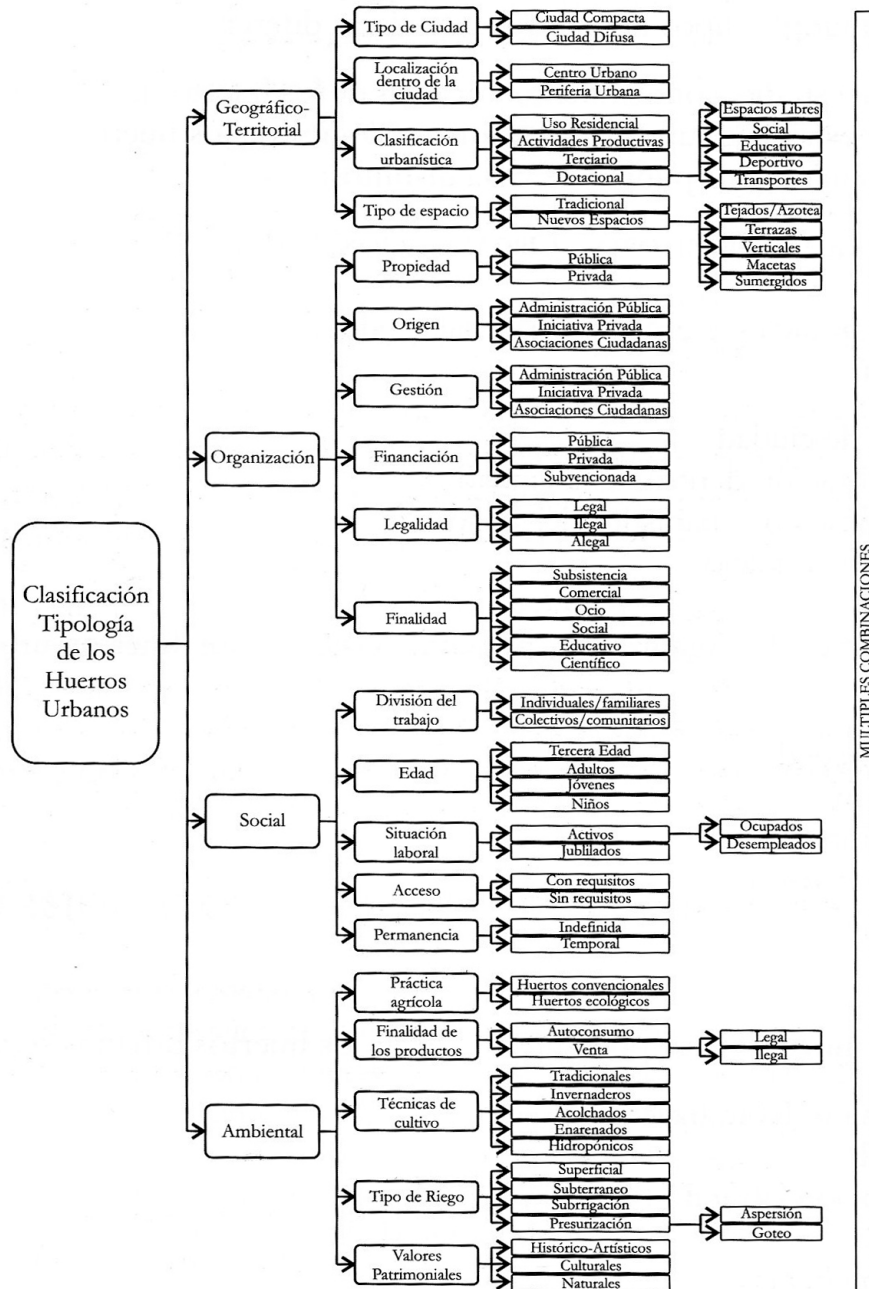 Clasificación
Tipología
de los
Huertos
Urbanos
Geográfico-
Territorial
Tipo de Ciudad
Ciudad Compacta
Ciudad Difusa
Localización
dentro de la
ciudad
Centro Urbano
Periferia Urbana
Clasificación
urbanística
Uso Residencial
Actividades Productivas
Terciario
Dotacional
Espacios Libres
Social
Educativo
Deportivo
Transportes
Tipo de espacio
Tradicional
Nuevos Espacios
Tejados/Azotea
Terrazas
Verticales
Macetas
Sumergidos
Organización
Propiedad
Pública
Privada
Origen
Administración Pública
Iniciativa Privada
Asociaciones Ciudadanas
Gestión
Administración Pública
Iniciativa Privada
Asociaciones Ciudadanas
Financiación
Pública
Privada
Subvencionada
Legalidad
Legal
Ilegal
Alegal
Finalidad
Subsistencia
Comercial
Ocio
Social
Educativo
Científico
Social
División del
trabajo
Individuales/familiares
Colectivos/comunitarios
Edad
Tercera Edad
Adultos
Jóvenes
Niños
Situación
laboral
Activos
Jublilados
Ocupados
Desempleados
Acceso
Con requisitos
Sin requisitos
Permanencia
Indefinida
Temporal
Ambiental
Práctica
agrícola
Huertos convencionales
Huertos ecológicos
Finalidad de
los productos
Autoconsumo
Venta
Legal
Ilegal
Técnicas de
cultivo
Tradicionales
Invernaderos
Acolchados
Enarenados
Hidropónicos
Tipo de Riego
Superficial
Subterraneo
Subrrigación
Presurización
Aspersión
Goteo
Valores
Patrimoniales
Histórico-Artísticos
Culturales
Naturales
MULTIPLES COMBINACIONES